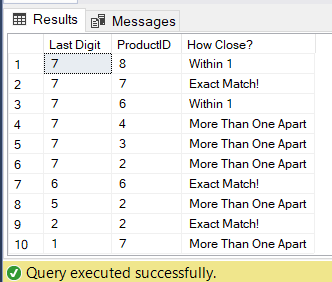 Results Messages
Last Digit ProductID How Close?
1 7 8 Within 1
2 7 7 Exact Match!
3 7 6 Within 1
4 7 4 More Than One Apart
5 7 3 More Than One Apart
6 7 2 More Than One Apart
7 6 6 Exact Match!
8 5 2 More Than One Apart
9 2 2 Exact Match!
10 1 7 More Than One Apart
Query executed successfully.